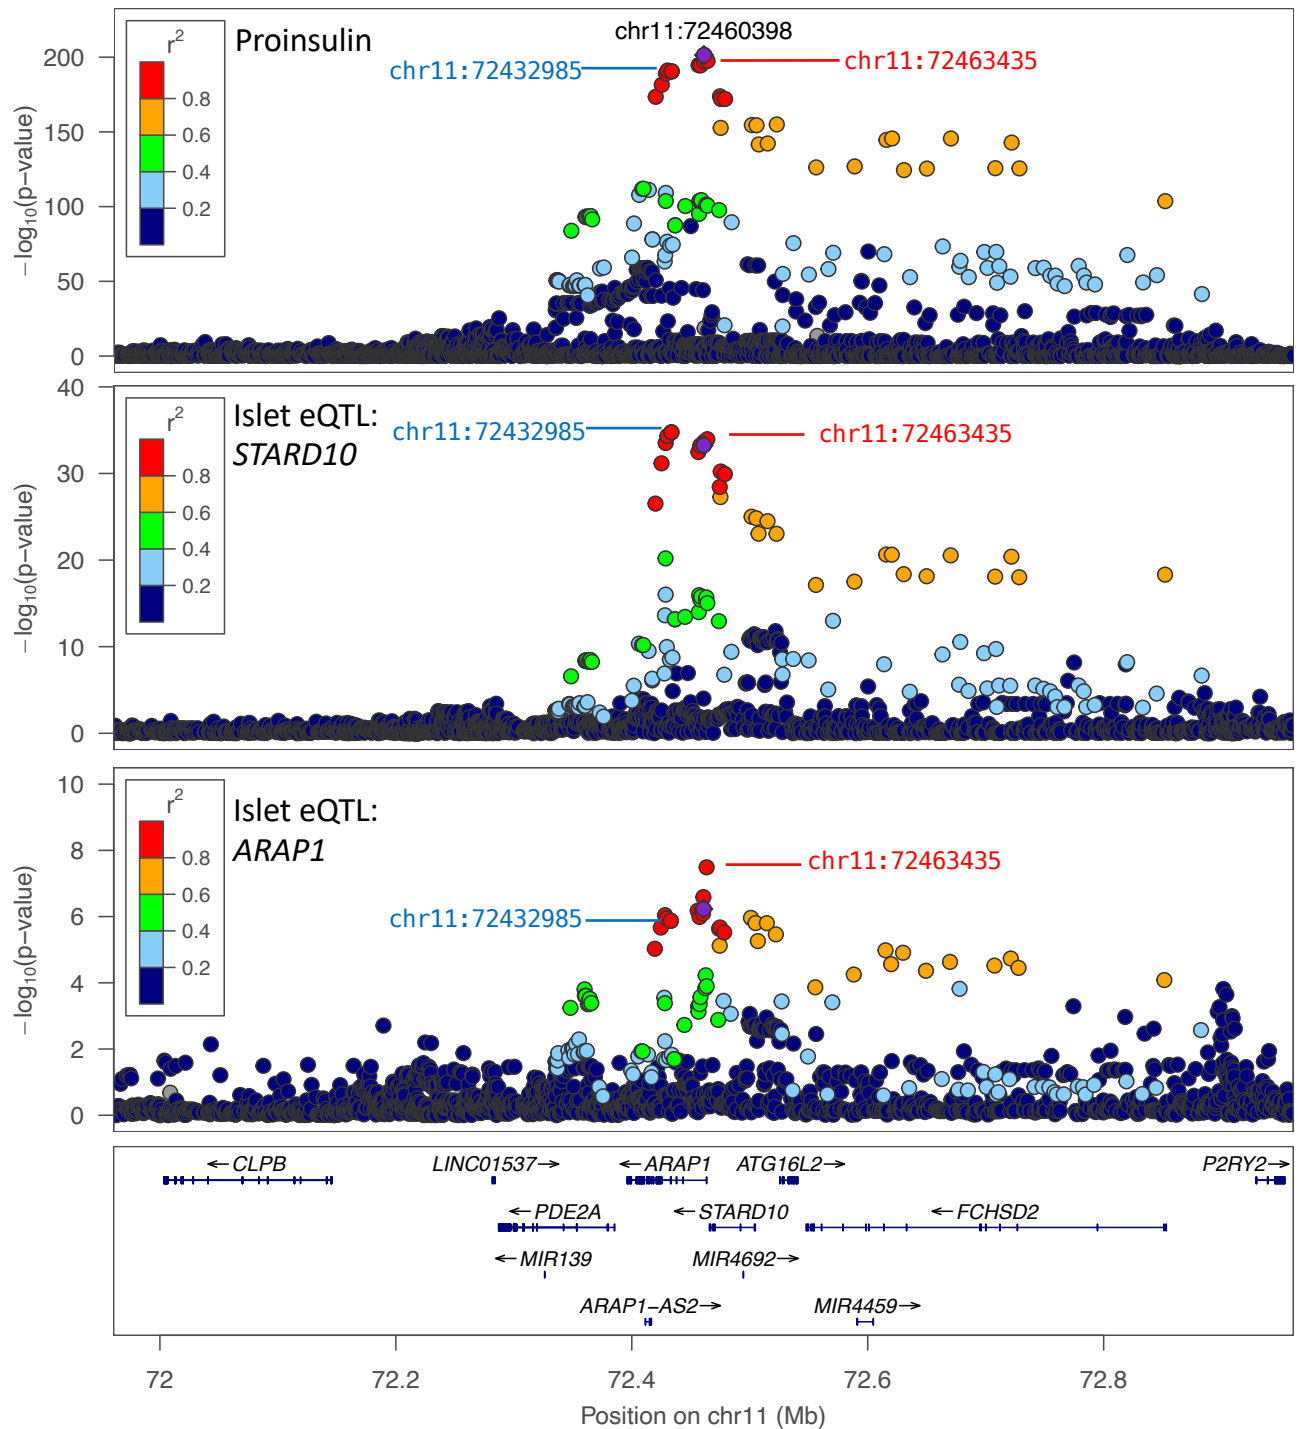 r2
Proinsulin
chr11:72460398
chr11:72432985
chr11:72463435
0.8
0.6
0.4
0.2
200
150
100
50
0
−log10(p−value)
r2
Islet eQTL:
STARD10
chr11:72432985
chr11:72463435
0.8
0.6
0.4
0.2
40
30
20
10
0
−log10(p−value)
r2
Islet eQTL:
ARAP1
chr11:72463435
chr11:72432985
0.8
0.6
0.4
0.2
10
8
6
4
2
0
−log10(p−value)
←CLPB LINC01537→ ←ARAP1 ATG16L2→ P2RY2→
←PDE2A ←STARD10 ←FCHSD2
←MIR139 MIR4692→
ARAP1−AS2→ MIR4459→
72 72.2 72.4 72.6 72.8
Position on chr11 (Mb)